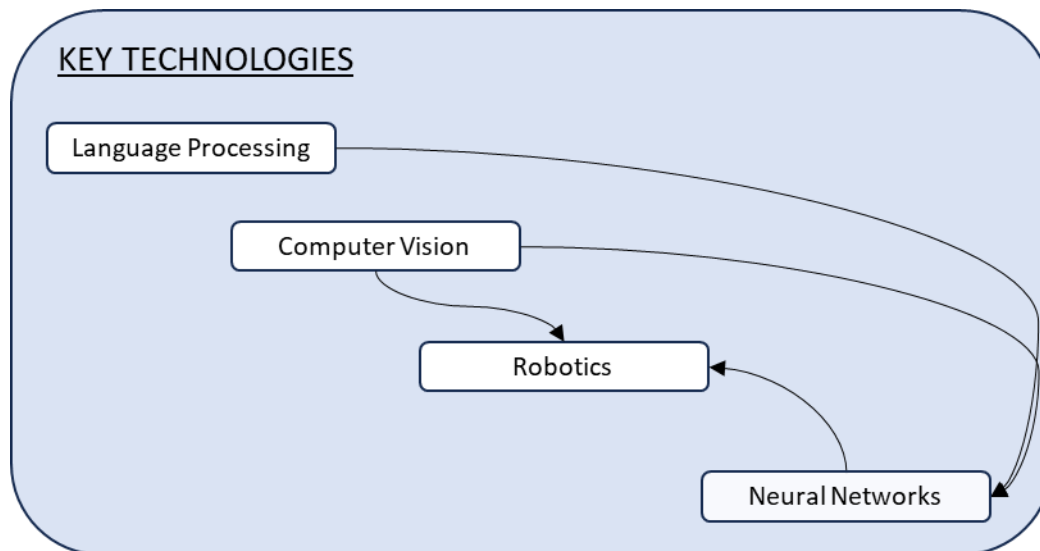 KEY TECHNOLOGIES
Language Processing
Computer Vision
Robotics
Neural Networks